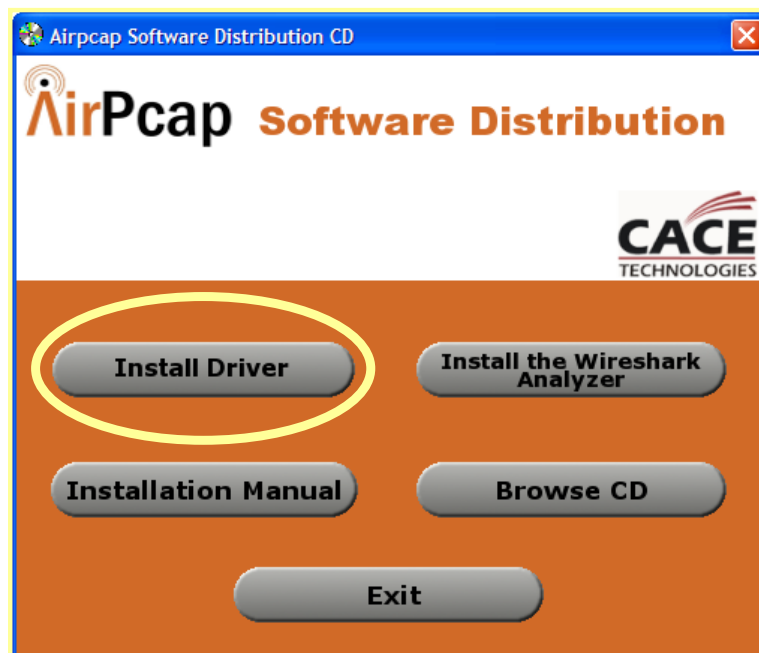 Airpcap Software Distribution CD
AirPcap Software Distribution
CACE
TECHNOLOGIES
Install Driver
Install the Wireshark
Analyzer
Installation Manual
Browse CD
Exit